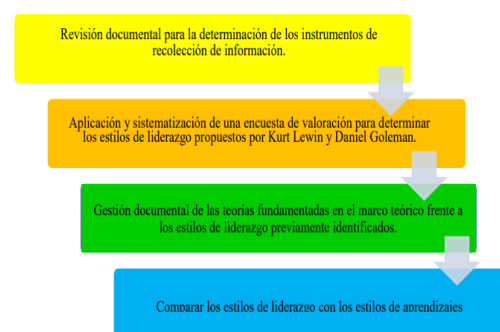 Revisión documental para la determinación de los instrumentos de
recolección de información.
Aplicación y sistematización de una encuesta de valoración para determinar
los estilos de liderazgo propuestos por Kurt Lewin y Daniel Goleman.
Gestión documental de las teorías fundamentadas en el marco teórico frente a
los estilos de liderazgo previamente identificados.
Comparar los estilos de liderazgo con los estilos de aprendizajes